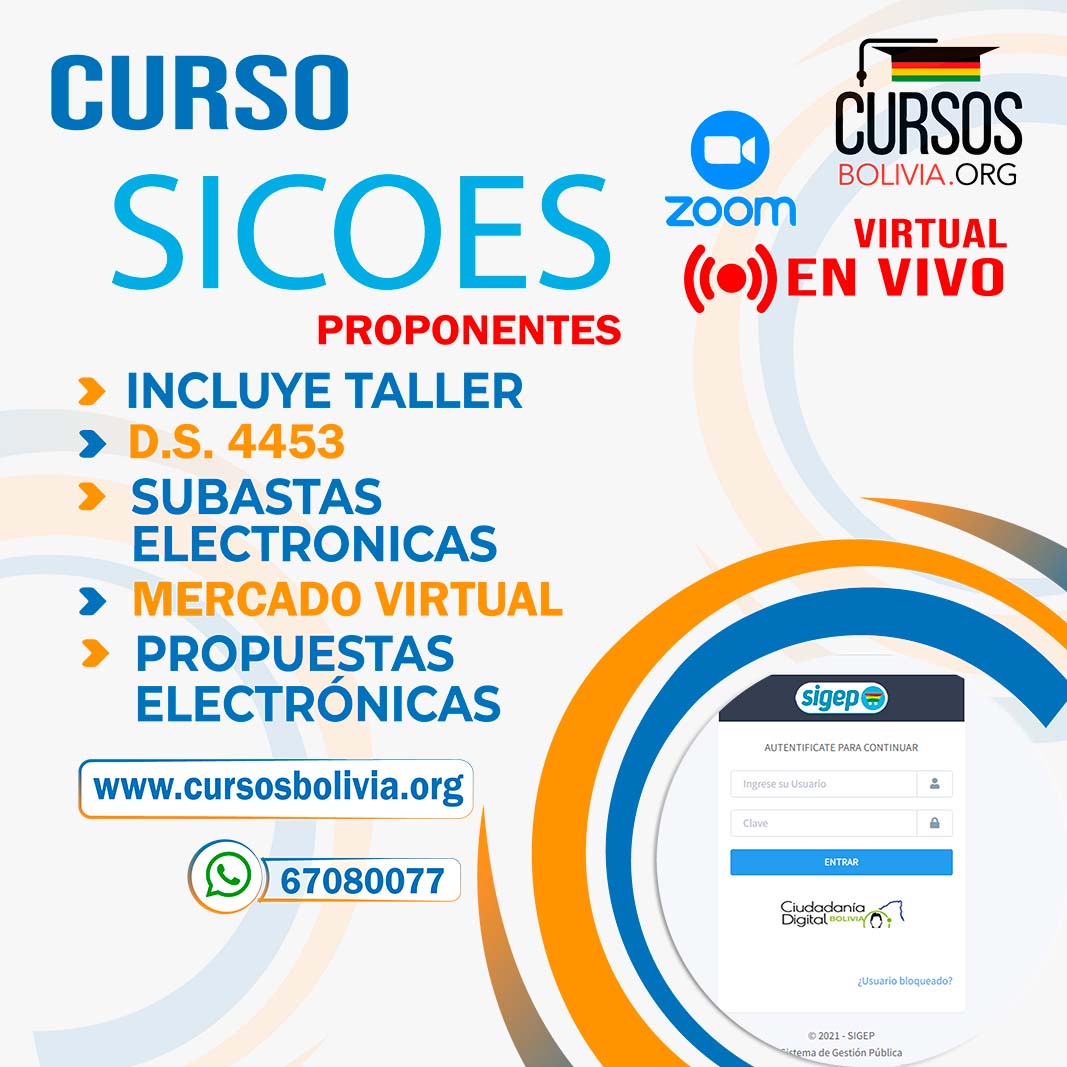 CURSO
SICOES
PROPONENTES
CURSOS
BOLIVIA.ORG
zoom
VIRTUAL
EN VIVO
INCLUYE TALLER
D.S. 4453
SUBASTAS
ELECTRONICAS
MERCADO VIRTUAL
PROPUESTAS
ELECTRÓNICAS
www.cursosbolivia.org
67080077
sigep
AUTENTIFICATE PARA CONTINUAR
Ingrese su Usuario
Clave
ENTRAR
Ciudadanía
Digital BOLIVIA
¿Usuario bloqueado?
© 2021 - SIGEP
istema de Gestión Pública